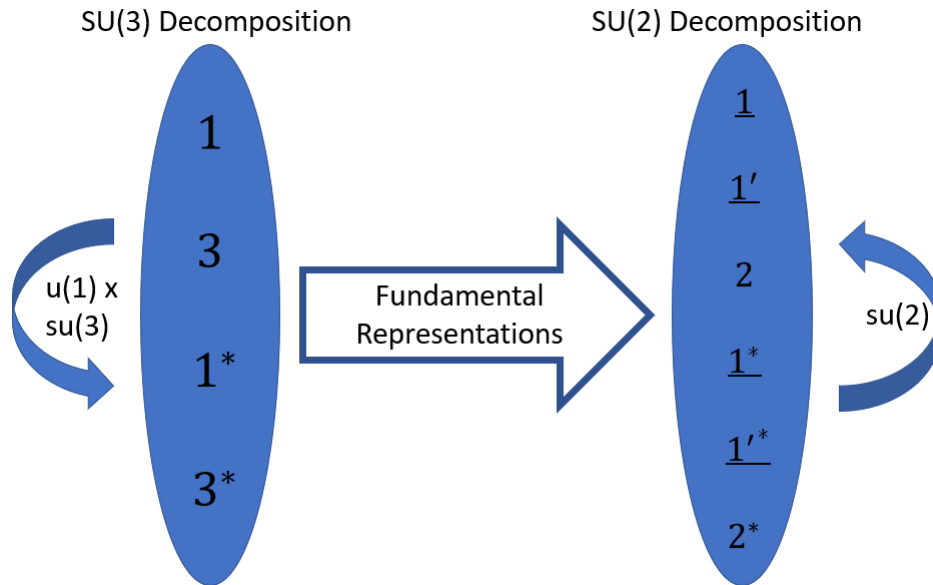 SU(3) Decomposition
1
3
1*
3*
u(1) x
su(3)
Fundamental
Representations
SU(2) Decomposition
1
1′
2
1*
1′*
2*
su(2)